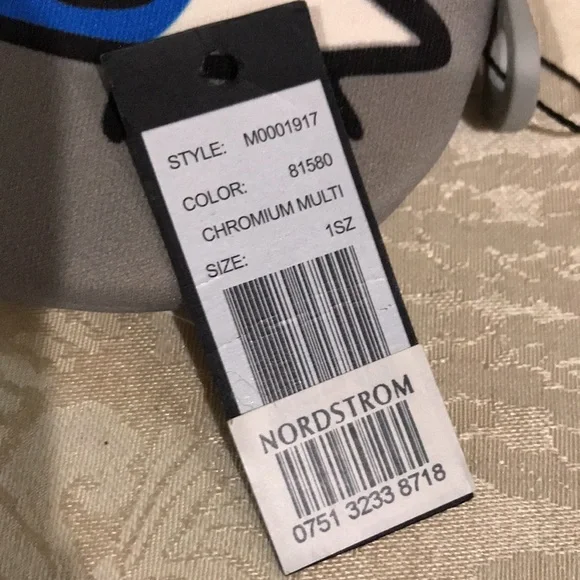 STYLE: M0001917
COLOR: 81580
CHROMIUM MULTI
SIZE: 1SZ
NORDSTROM
0751 3233 8718